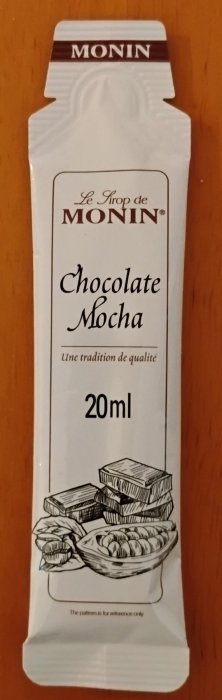 MONIN
Le Sirop de
MONIN®
Chocolate
Mocha
Une tradition de qualité
20ml
The pattern is for reference only